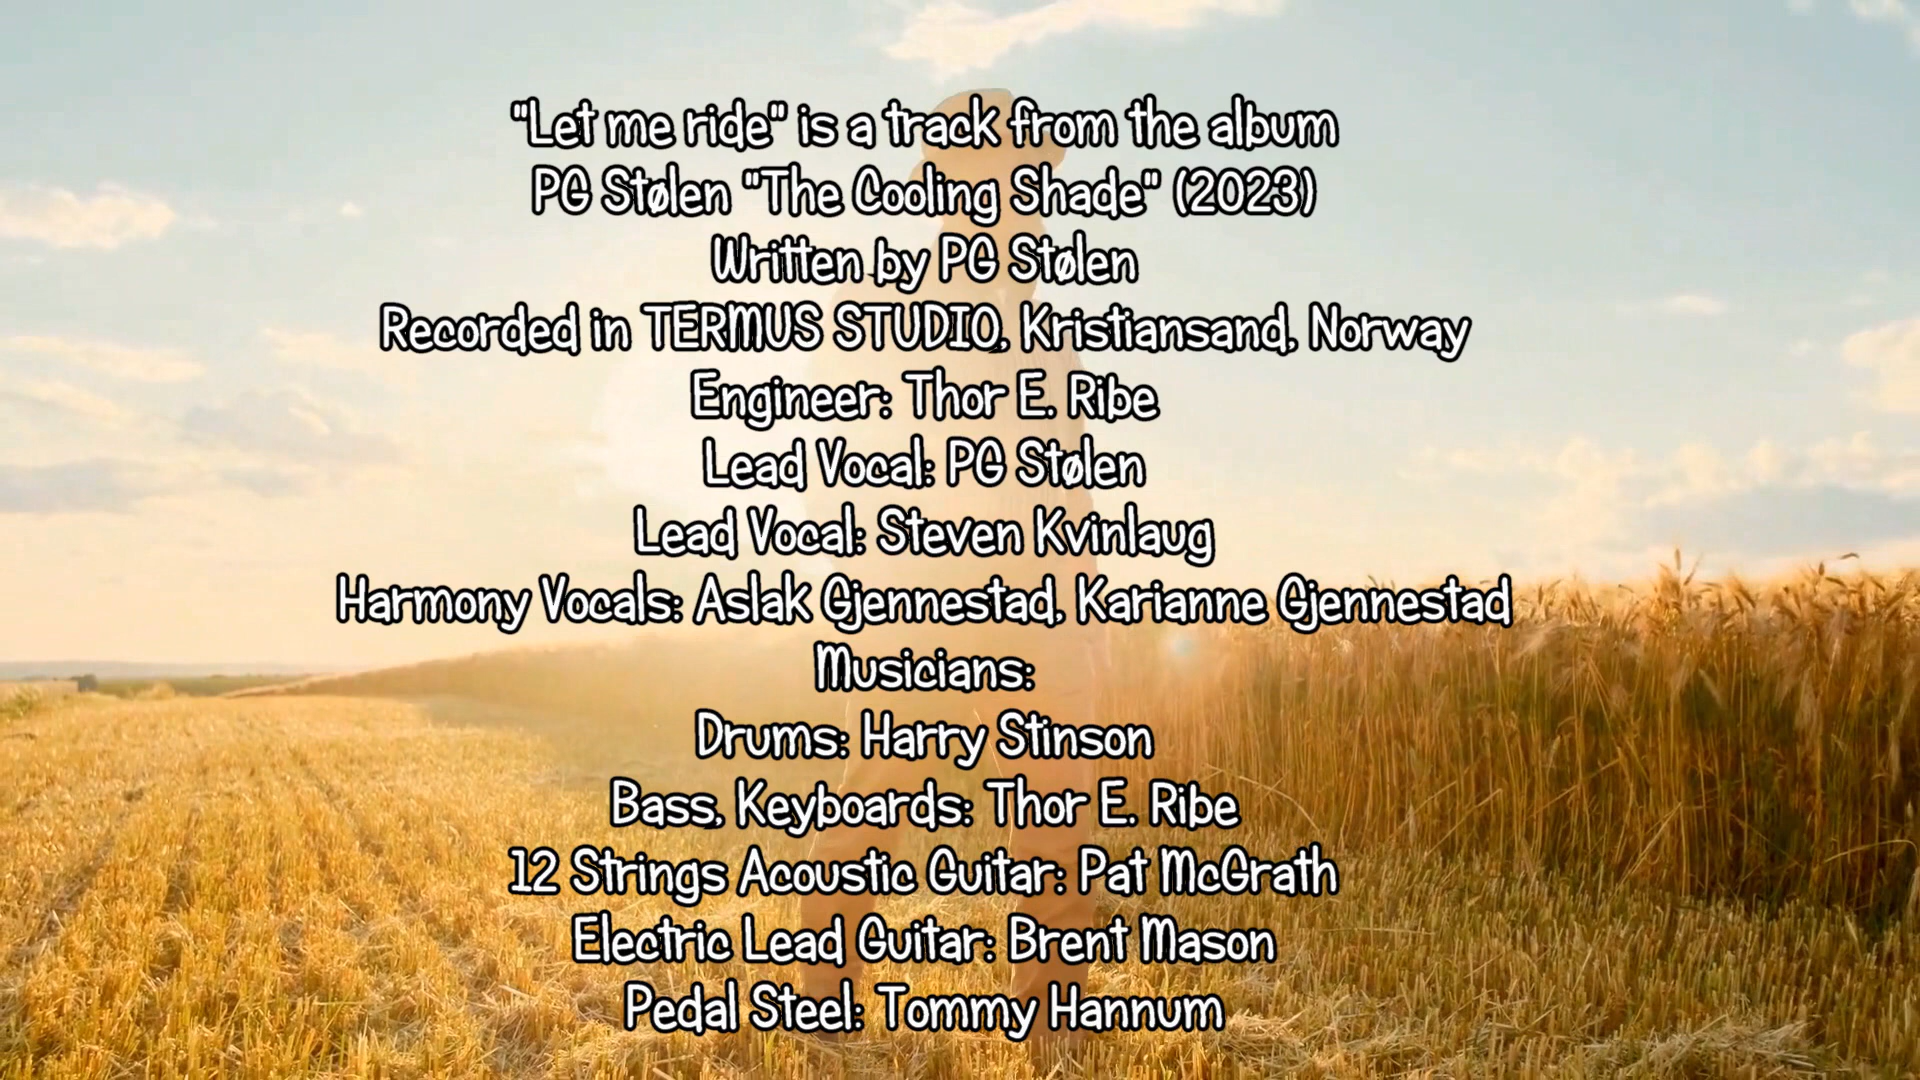 "Let me ride" is a track from the album
PG Stølen "The Cooling Shade" (2023)
Written by PG Stølen
Recorded in TERMUS STUDIO, Kristiansand, Norway
Engineer: Thor E. Ribe
Lead Vocal: PG Stølen
Lead Vocal: Steven Kvinlaug
Harmony Vocals: Aslak Gjennestad, Karianne Gjennestad
Musicians:
Drums: Harry Stinson
Bass, Keyboards: Thor E. Ribe
12 Strings Acoustic Guitar: Pat McGrath
Electric Lead Guitar: Brent Mason
Pedal Steel: Tommy Hannum